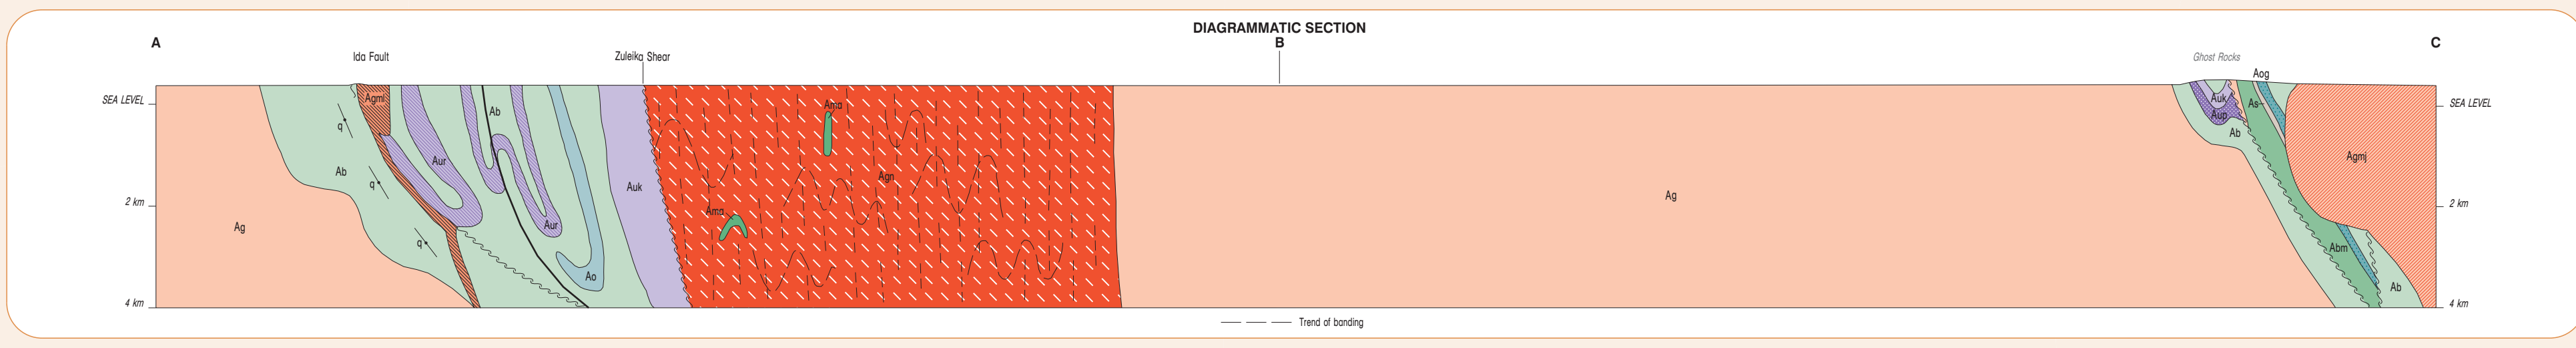 DIAGRAMMATIC SECTION
A
B
C
Ida Fault
Zuleika Shear
Ghost Rocks
Aog
SEA LEVEL
Agmi
Ama
Auk
As
SEA LEVEL
q
Ab
Aup
Ab
Ab
Aur
Agmj
q
Auk
Agn
Ag
2 km
Ama
2 km
Ag
Aur
q
Abm
Ao
Ab
4 km
4 km
Trend of banding